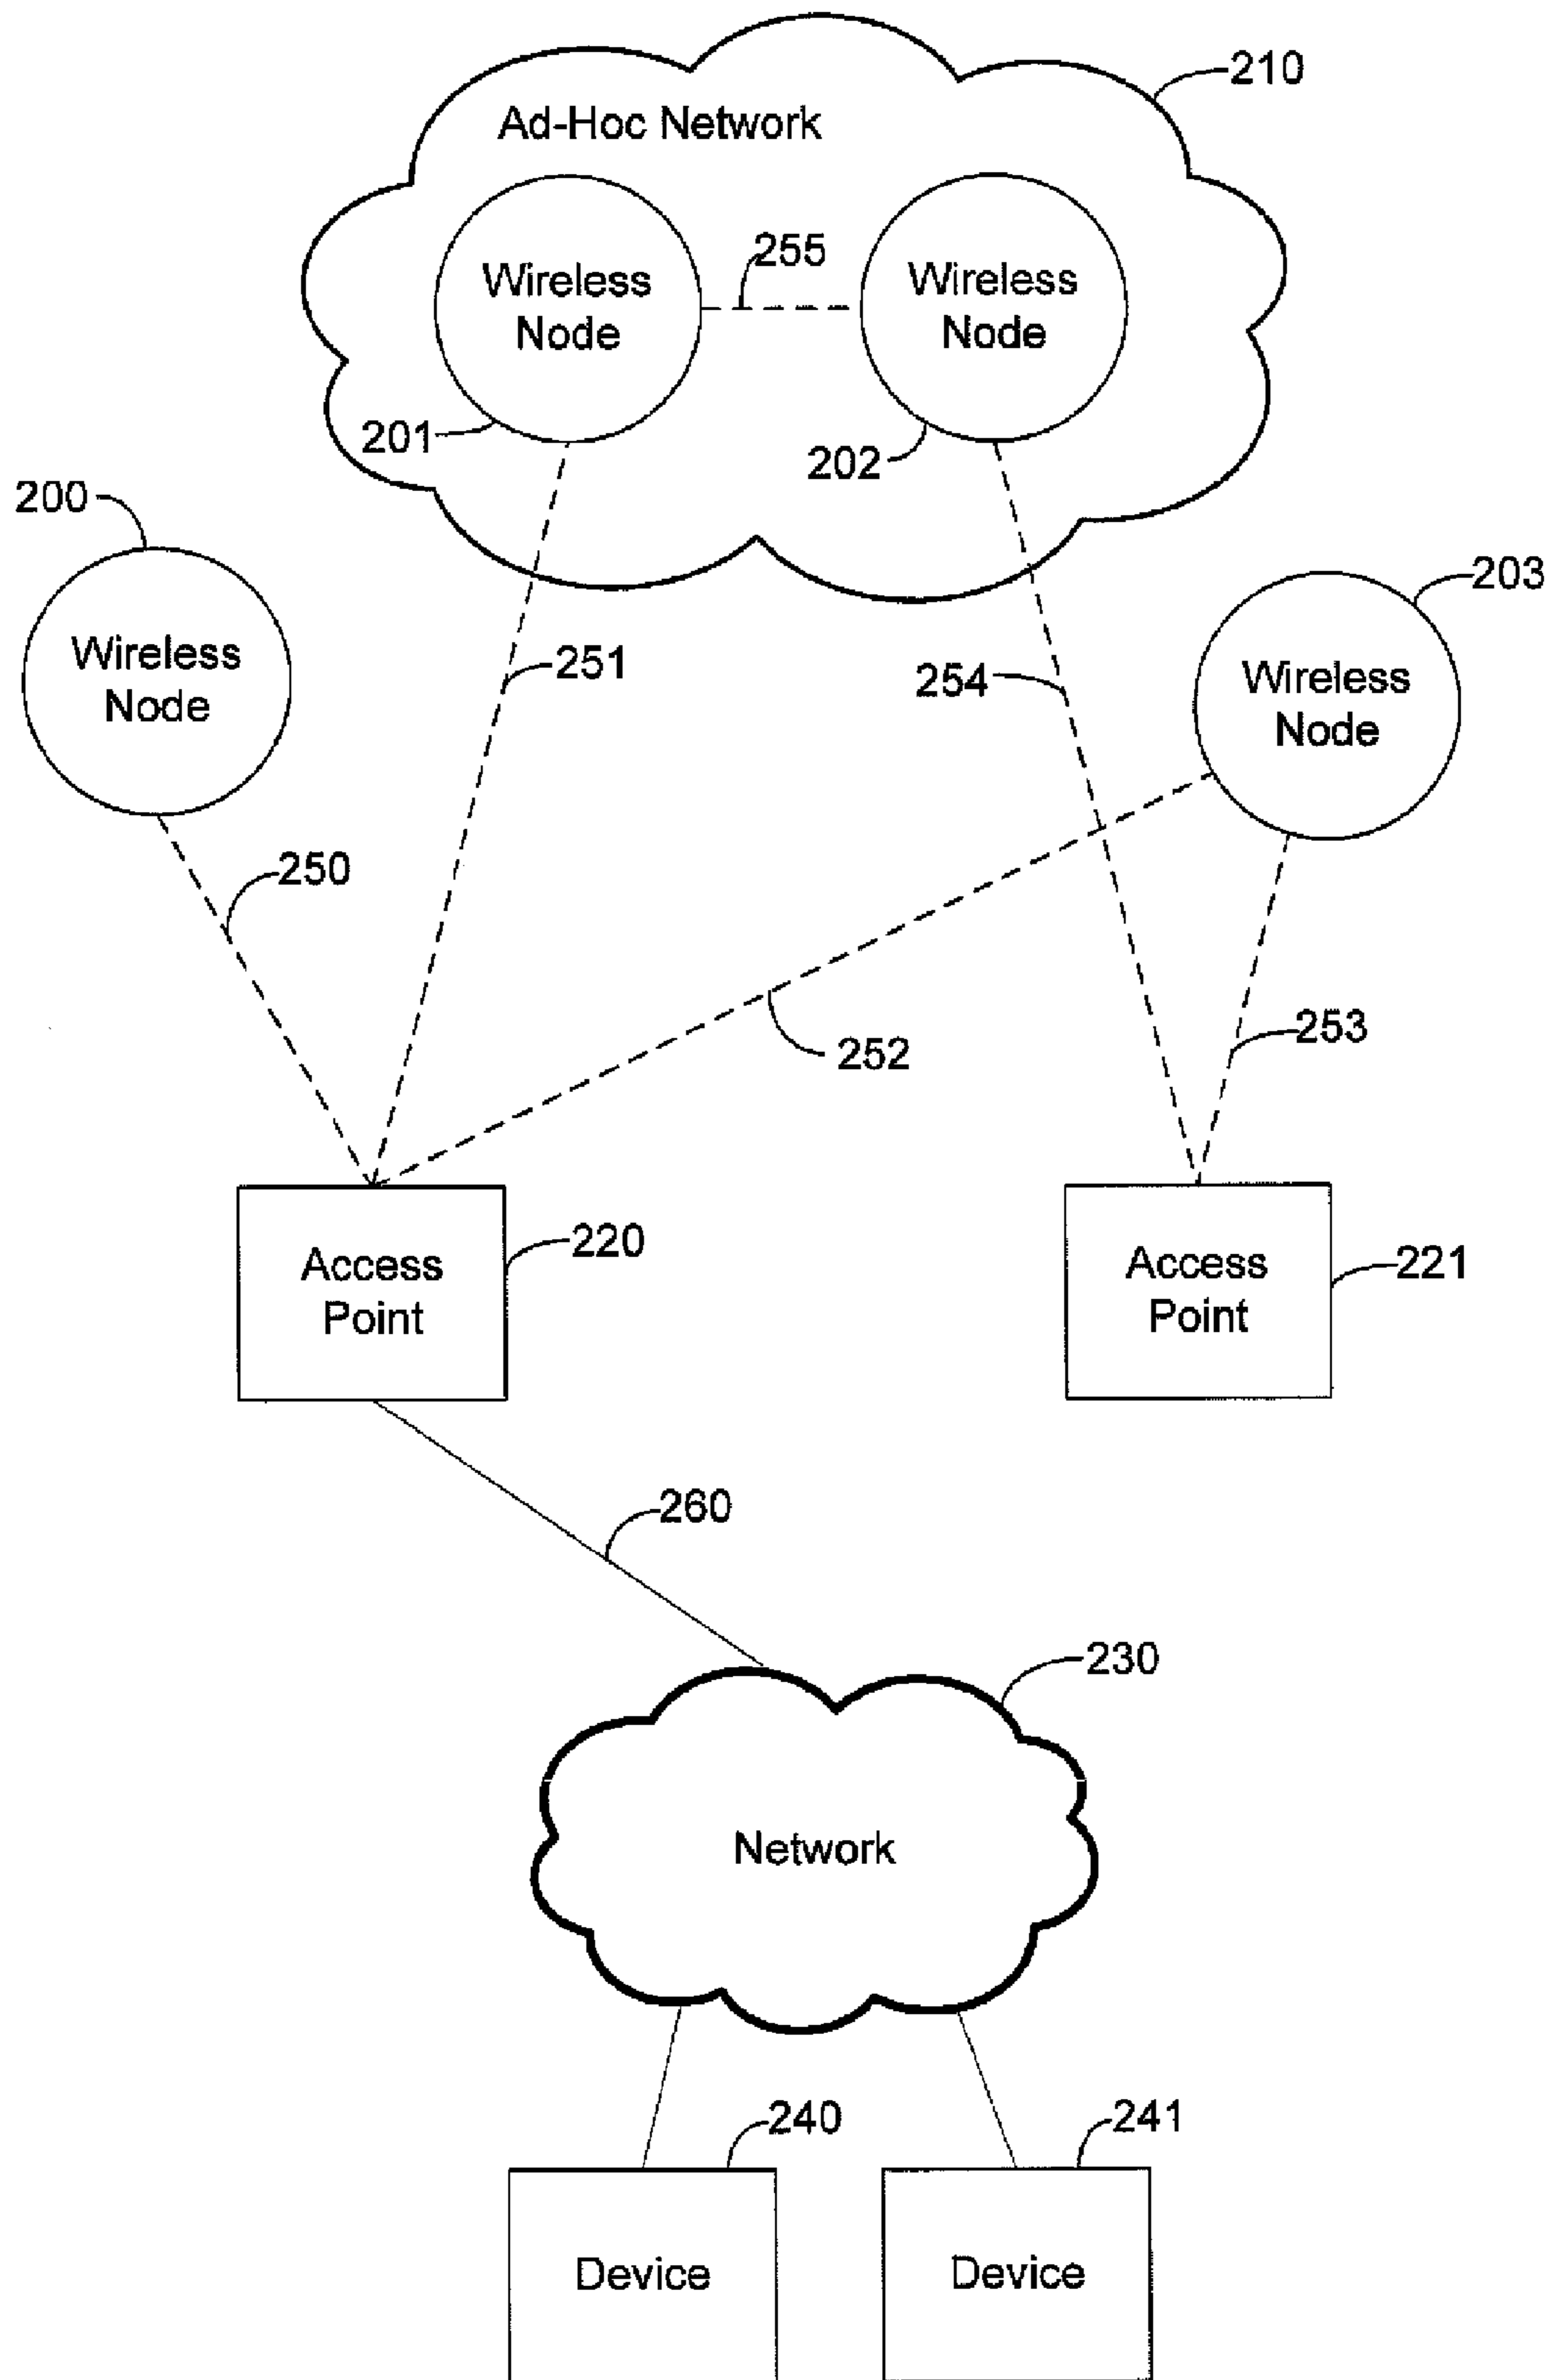 210
Ad-Hoc Network
255
Wireless
Node
Wireless
Node
201
202
200
203
Wireless
Node
Wireless
Node
251
254
250
252
253
220
Access
Point
Access
Point
221
260
230
Network
240
241
Device
Device